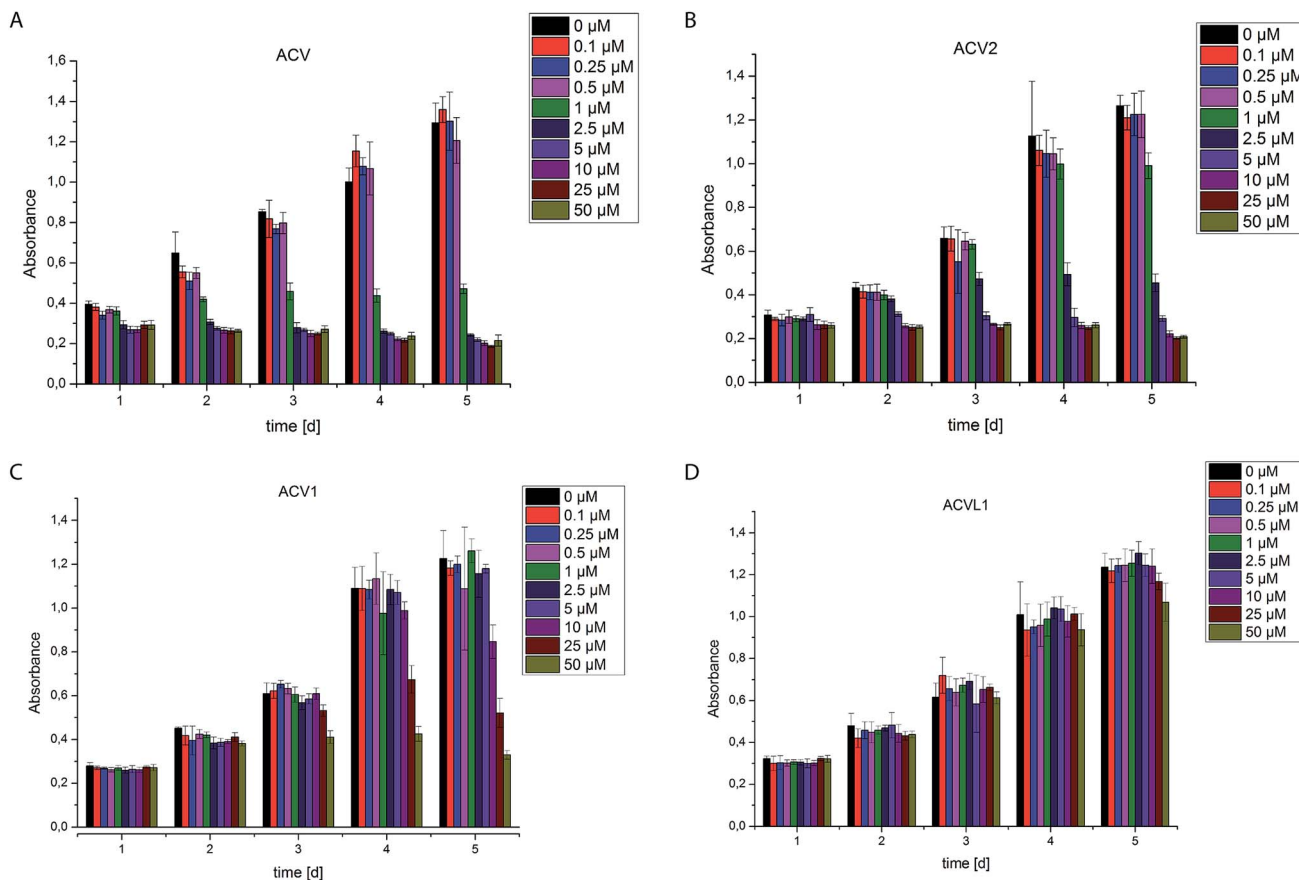 A
ACV
0 µM
0.1 µM
0.25 µM
0.5 µM
1 µM
2.5 µM
5 µM
10 µM
25 µM
50 µM
1,6
1,4
1,2
1,0
0,8
0,6
0,4
0,2
0,0
Absorbance
1 2 3 4 5
time [d]
B
ACV2
0 µM
0.1 µM
0.25 µM
0.5 µM
1 µM
2.5 µM
5 µM
10 µM
25 µM
50 µM
1,4
1,2
1,0
0,8
0,6
0,4
0,2
0,0
Absorbance
1 2 3 4 5
time [d]
C
ACV1
0 µM
0.1 µM
0.25 µM
0.5 µM
1 µM
2.5 µM
5 µM
10 µM
25 µM
50 µM
1,4
1,2
1,0
0,8
0,6
0,4
0,2
0,0
Absorbance
1 2 3 4 5
time [d]
D
ACVL1
0 µM
0.1 µM
0.25 µM
0.5 µM
1 µM
2.5 µM
5 µM
10 µM
25 µM
50 µM
1,4
1,2
1,0
0,8
0,6
0,4
0,2
0,0
Absorbance
1 2 3 4 5
time [d]